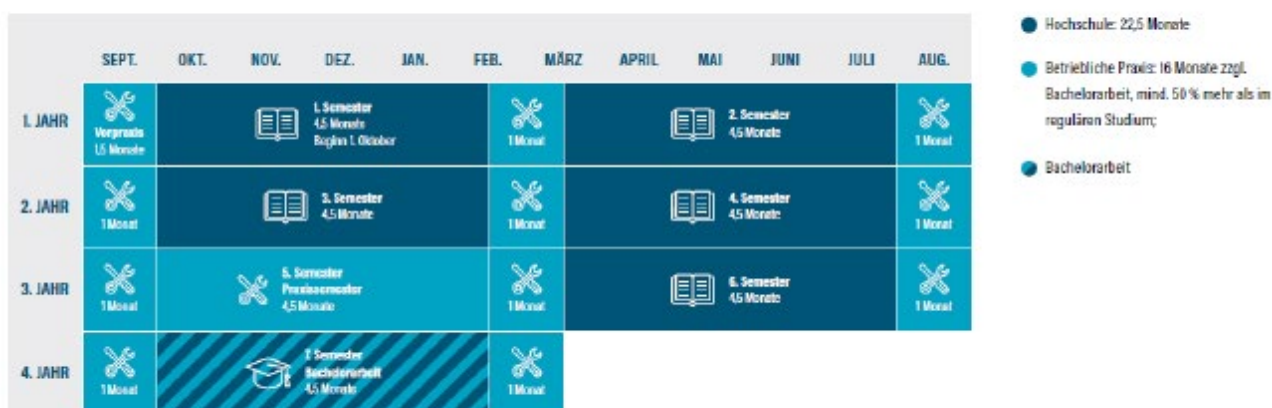 SEPT. OKT. NOV. DEZ. JAN. FEB. MÄRZ APRIL MAI JUNI JULI AUG.
1. JAHR
Vorpraxis
1,5 Monate
1. Semester
4,5 Monate
Beginn 1. Oktober
1 Monat
2. Semester
4,5 Monate
1 Monat
2. JAHR
1 Monat
3. Semester
4,5 Monate
1 Monat
4. Semester
4,5 Monate
1 Monat
3. JAHR
1 Monat
5. Semester
Praxissemester
4,5 Monate
1 Monat
6. Semester
4,5 Monate
1 Monat
4. JAHR
1 Monat
7. Semester
Bachelorarbeit
4,5 Monate
1 Monat
Hochschule: 22,5 Monate
Betriebliche Praxis: 16 Monate zzgl.
Bachelorarbeit, mind. 50 % mehr als im
regulären Studium;
Bachelorarbeit